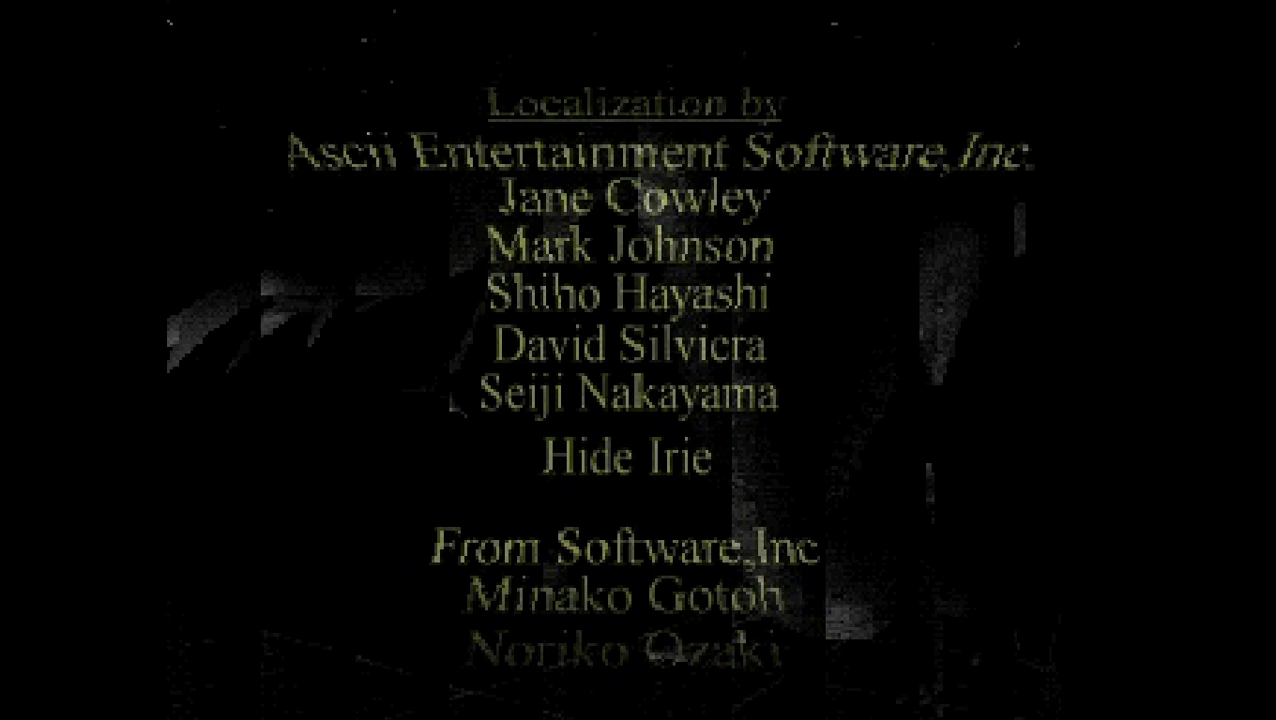 Localization by
Ascii Entertainment Software,Inc.
Jane Cowley
Mark Johnson
Shiho Hayashi
David Silviera
Seiji Nakayama
Hide Irie
From Software,Inc
Minako Gotoh
Noriko Ozaki